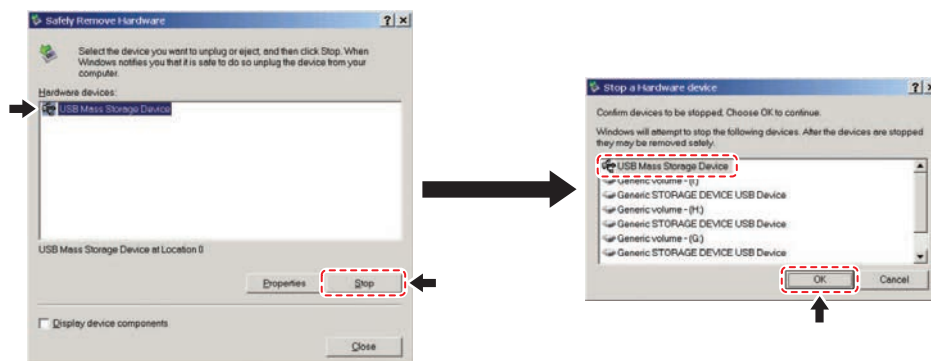 Safely Remove Hardware
Select the device you want to unplug or eject, and then click Stop. When
Windows notifies you that it is safe to do so unplug the device from your
computer.
Hardware devices:
USB Mass Storage Device
USB Mass Storage Device at Location 0
Properties
Stop
Display device components
Close
Stop a Hardware device
Confirm devices to be stopped, Choose OK to continue.
Windows will attempt to stop the following devices. After the devices are stopped
they may be removed safely.
USB Mass Storage Device
Generic volume - (I:)
Generic STORAGE DEVICE USB Device
Generic volume - (H:)
Generic STORAGE DEVICE USB Device
Generic volume - (G:)
Generic STORAGE DEVICE USB Device
OK
Cancel